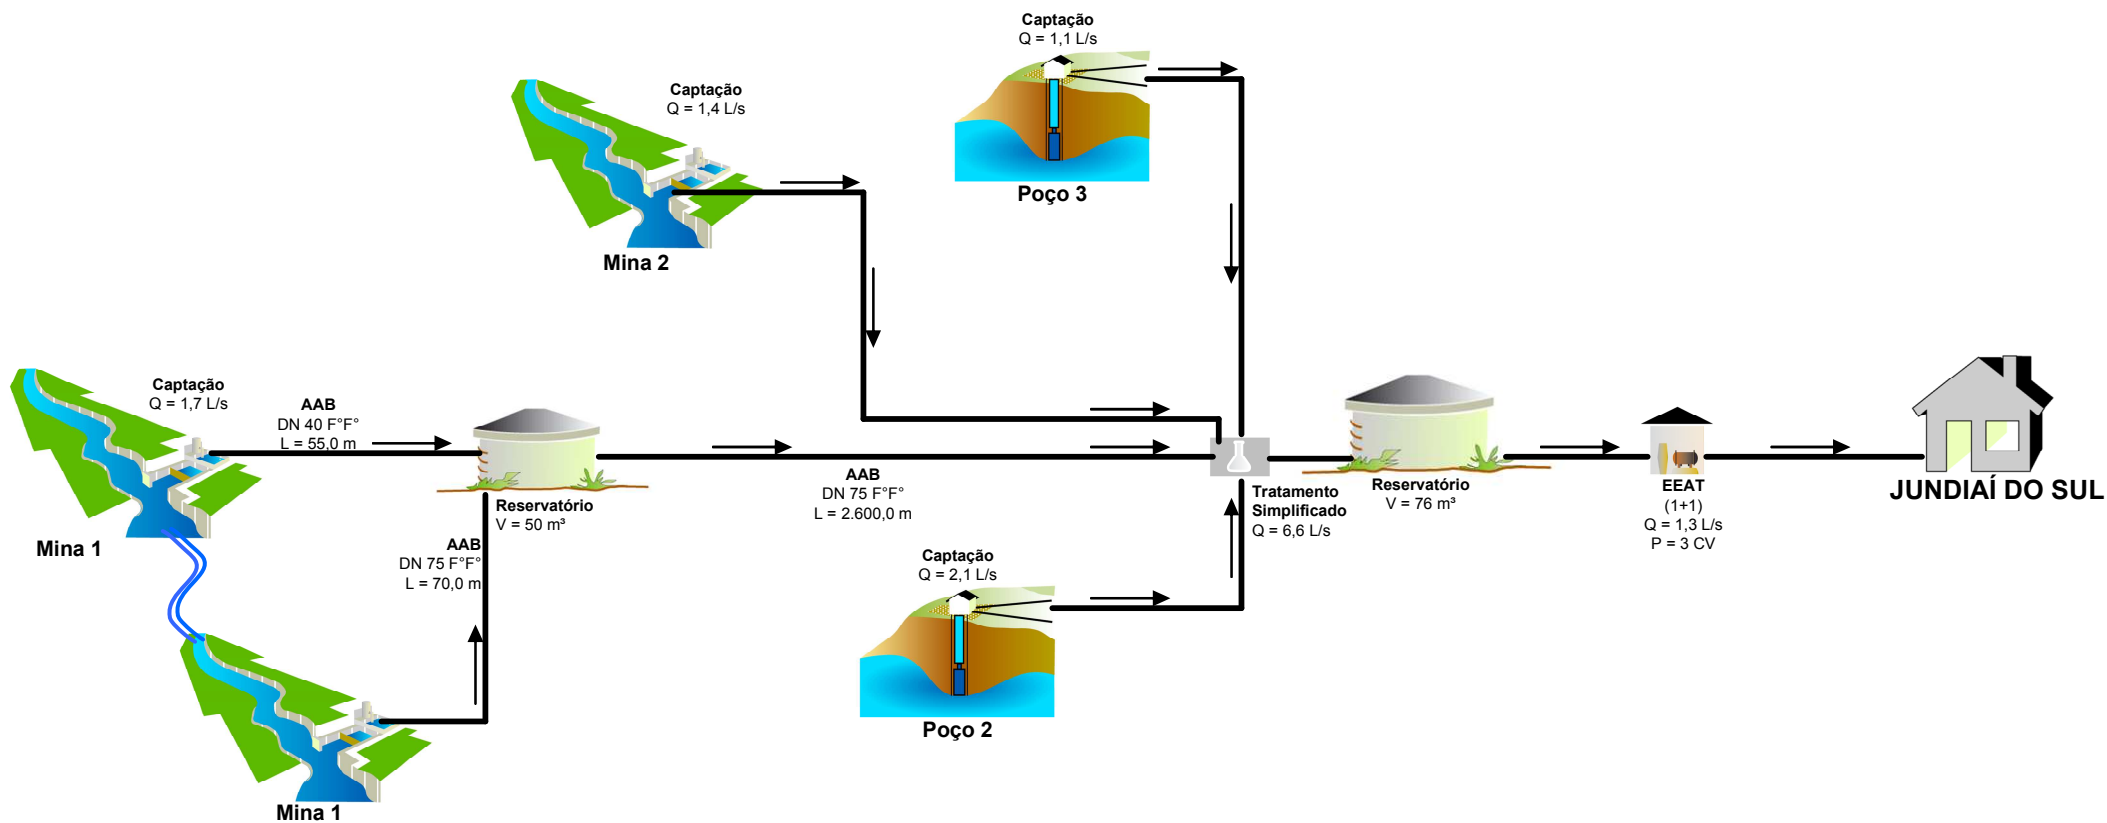 Captação
Q = 1,1 L/s
Poço 3
Captação
Q = 1,4 L/s
Mina 2
Captação
Q = 1,7 L/s
Mina 1
AAB
DN 40 F°F°
L = 55,0 m
Reservatório
V = 50 m³
AAB
DN 75 F°F°
L = 70,0 m
Mina 1
AAB
DN 75 F°F°
L = 2.600,0 m
Captação
Q = 2,1 L/s
Poço 2
Tratamento
Simplificado
Q = 6,6 L/s
Reservatório
V = 76 m³
EEAT
(1+1)
Q = 1,3 L/s
P = 3 CV
JUNDIAÍ DO SUL